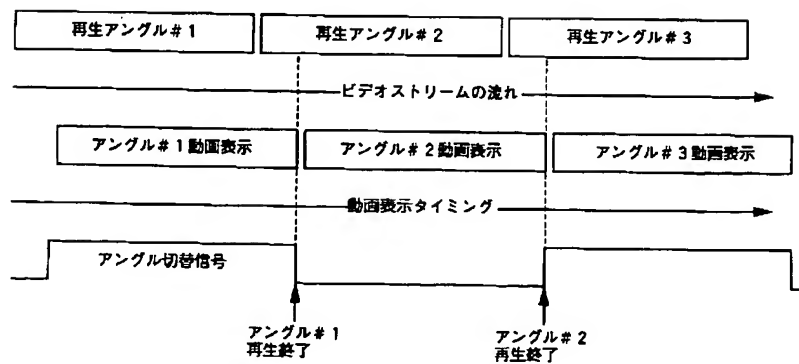 再生アングル＃1
再生アングル＃2
再生アングル＃3
ビデオストリームの流れ
アングル＃1動画表示
アングル＃2動画表示
アングル＃3動画表示
動画表示タイミング
アングル切替信号
アングル＃1
再生終了
アングル＃2
再生終了